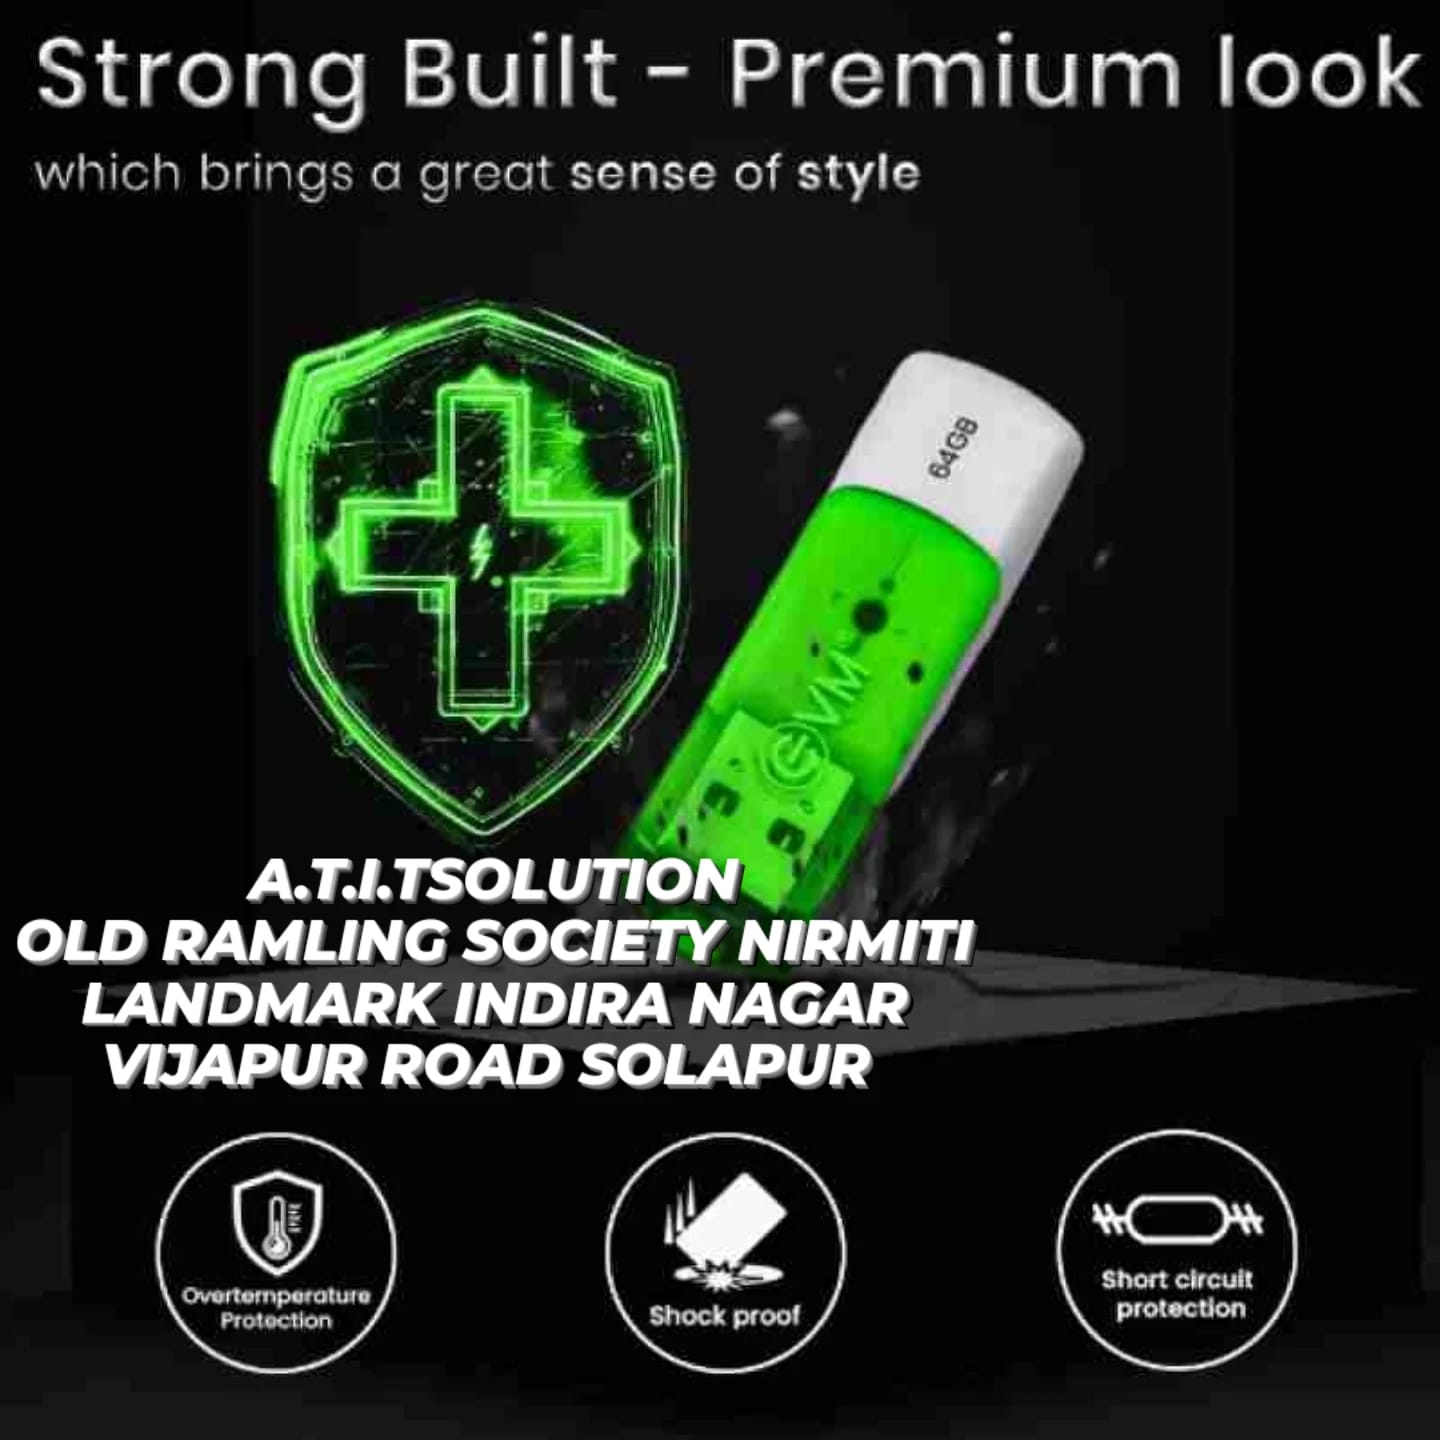 Strong Built - Premium look
which brings a great sense of style
64GB
EVM
A.T.I.TSOLUTION
OLD RAMLING SOCIETY NIRMITI
LANDMARK INDIRA NAGAR
VIJAPUR ROAD SOLAPUR
Overtemperature
Protection
Shock proof
Short circuit
protection